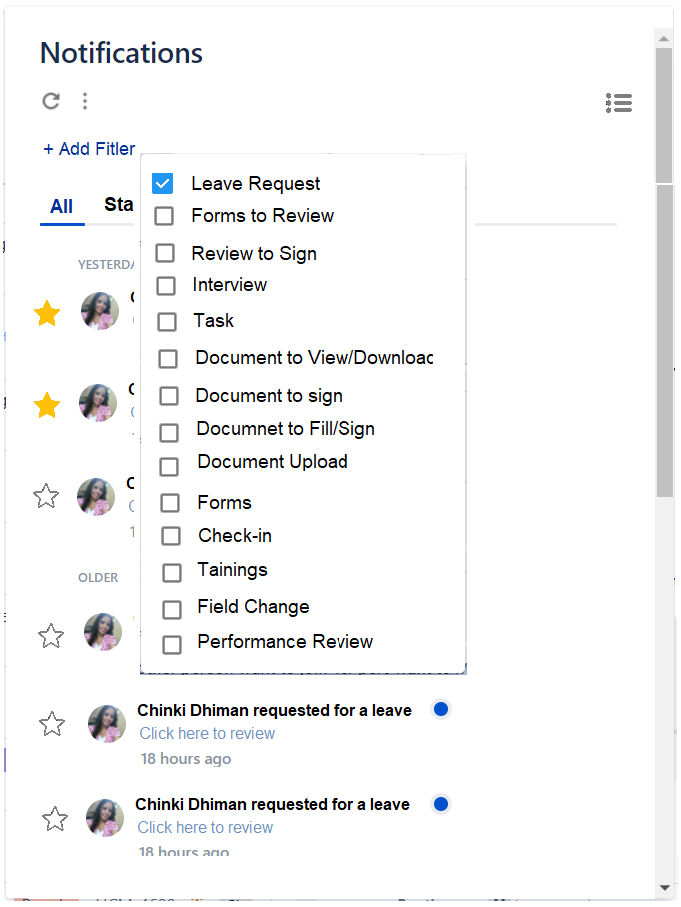 Notifications
+ Add Fitler
All Sta
Leave Request
Forms to Review
Review to Sign
Interview
Task
Document to View/Download
Document to sign
Documnet to Fill/Sign
Document Upload
Forms
Check-in
Tainings
Field Change
Performance Review
YESTERDA
OLDER
Chinki Dhiman requested for a leave
Click here to review
18 hours ago
Chinki Dhiman requested for a leave
Click here to review
18 hours ago